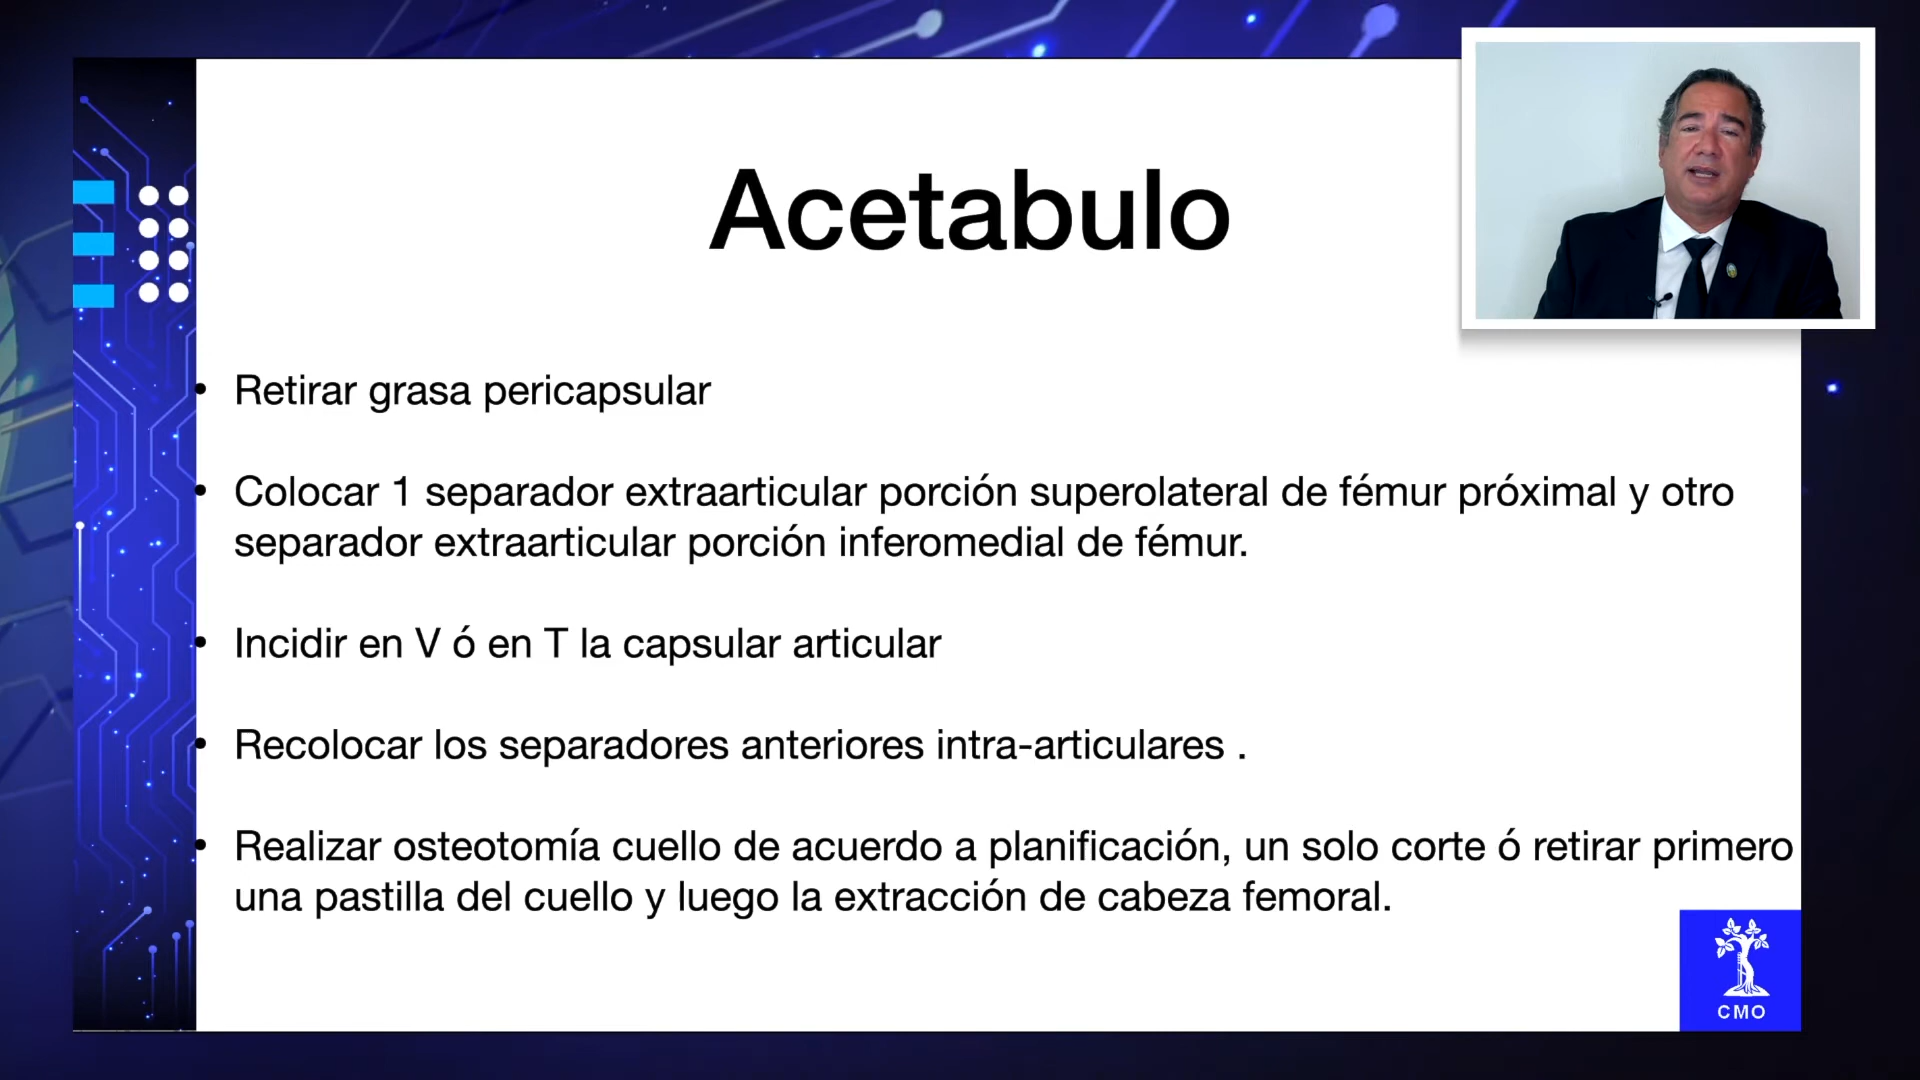 Acetabulo
• Retirar grasa pericapsular
• Colocar 1 separador extraarticular porción superolateral de fémur próximal y otro
separador extraarticular porción inferomedial de fémur.
• Incidir en V ó en T la capsular articular
• Recolocar los separadores anteriores intra-articulares .
• Realizar osteotomía cuello de acuerdo a planificación, un solo corte ó retirar primero
una pastilla del cuello y luego la extracción de cabeza femoral.
CMO